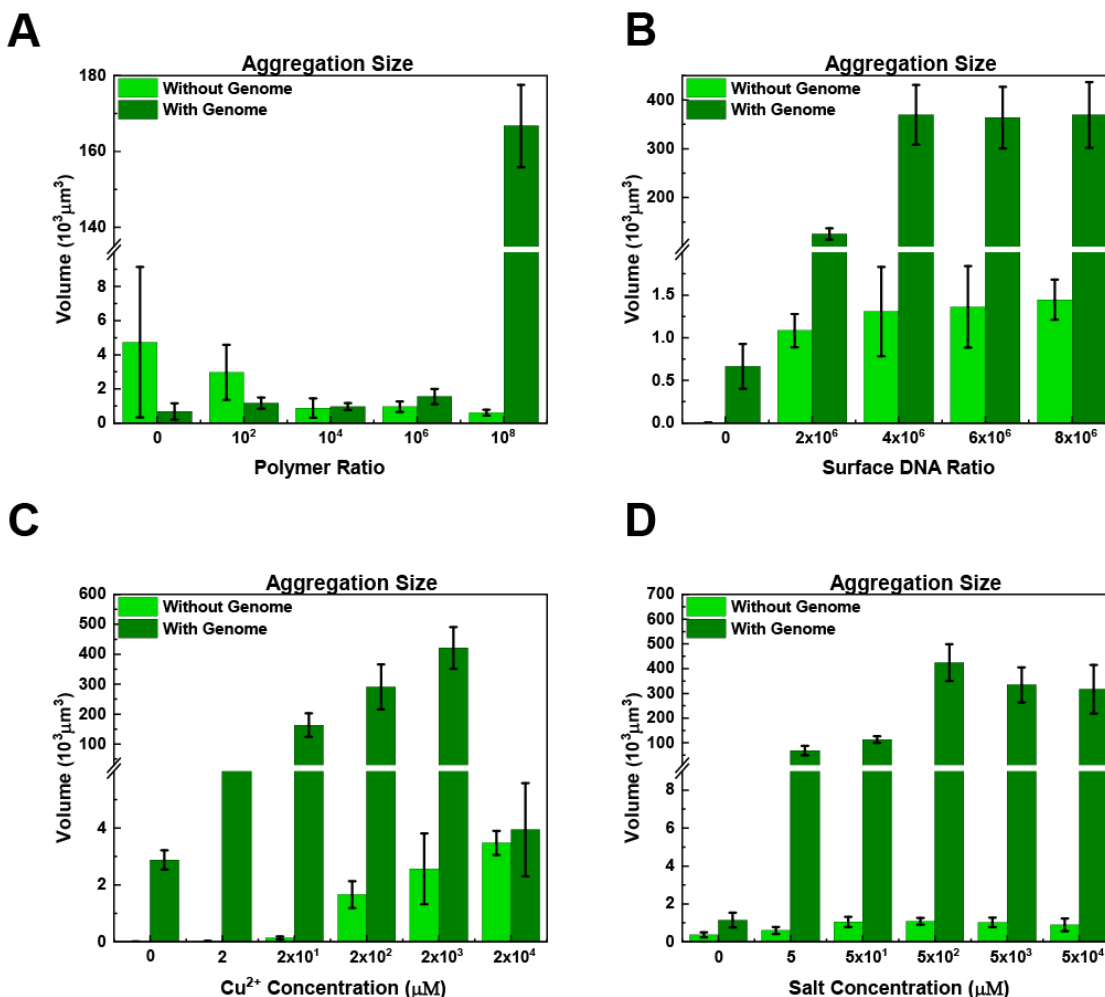 A
Aggregation Size
Without Genome
With Genome
180
160
140
8
6
4
2
0
Volume (10³μm³)
0 10² 10⁴ 10⁶ 10⁸
Polymer Ratio
B
Aggregation Size
Without Genome
With Genome
400
300
200
1.5
1.0
0.5
0.0
Volume (10³μm³)
0 2x10⁶ 4x10⁶ 6x10⁶ 8x10⁶
Surface DNA Ratio
C
Aggregation Size
Without Genome
With Genome
600
500
400
300
200
100
4
2
0
Volume (10³μm³)
0 2 2x10¹ 2x10² 2x10³ 2x10⁴
Cu²⁺ Concentration (μM)
D
Aggregation Size
Without Genome
With Genome
700
600
500
400
300
200
100
8
6
4
2
0
Volume (10³μm³)
0 5 5x10¹ 5x10² 5x10³ 5x10⁴
Salt Concentration (μM)